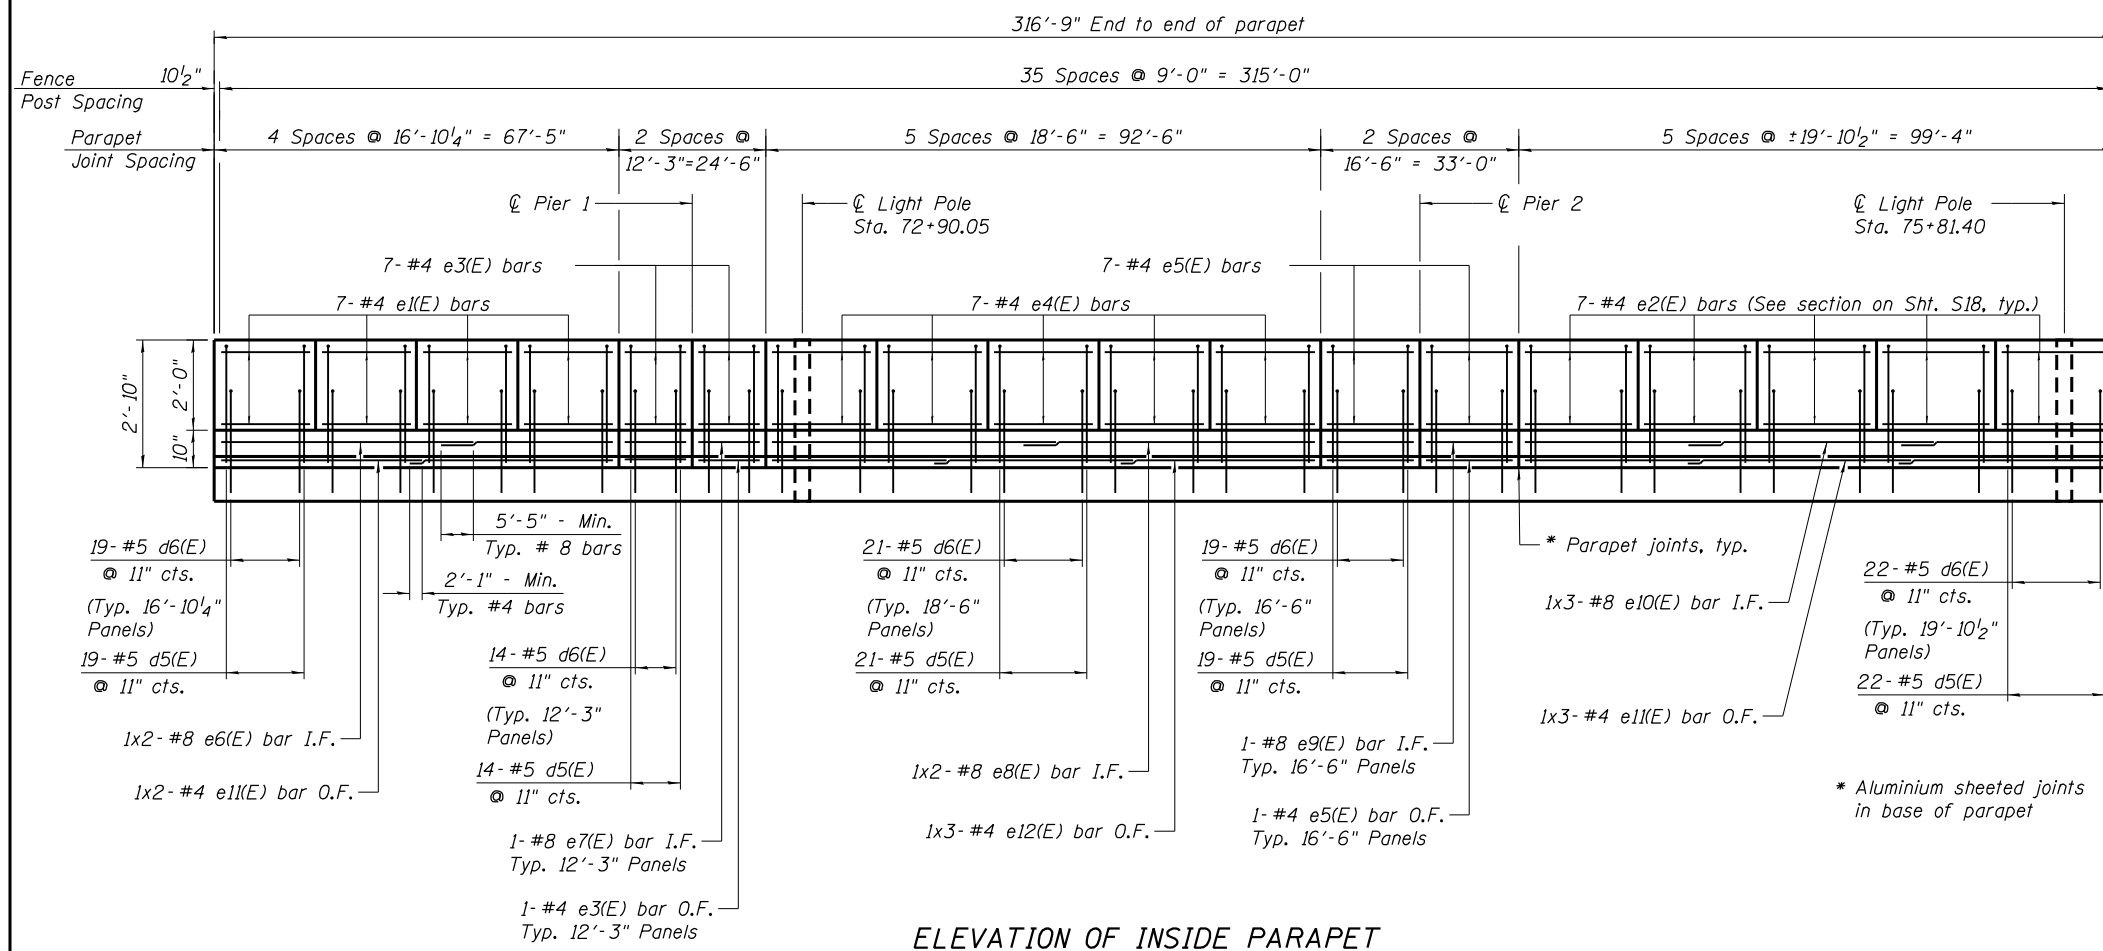 316'-9" End to end of parapet
Fence
Post Spacing
10 1/2"
35 Spaces @ 9'-0" = 315'-0"
Parapet
Joint Spacing
4 Spaces @ 16'-10 1/4" = 67'-5"
2 Spaces @
12'-3"=24'-6"
5 Spaces @ 18'-6" = 92'-6"
2 Spaces @
16'-6" = 33'-0"
5 Spaces @ ±19'-10 1/2" = 99'-4"
℄ Pier 1
℄ Light Pole
Sta. 72+90.05
℄ Pier 2
℄ Light Pole
Sta. 75+81.40
7- #4 e3(E) bars
7- #4 e5(E) bars
7- #4 e1(E) bars
7- #4 e4(E) bars
7- #4 e2(E) bars (See section on Sht. S18, typ.)
2'-10"
2'-0"
10"
19- #5 d6(E)
@ 11" cts.
(Typ. 16'-10 1/4"
Panels)
19- #5 d5(E)
@ 11" cts.
5'-5" - Min.
Typ. # 8 bars
2'-1" - Min.
Typ. #4 bars
14- #5 d6(E)
@ 11" cts.
(Typ. 12'-3"
Panels)
14- #5 d5(E)
@ 11" cts.
21- #5 d6(E)
@ 11" cts.
(Typ. 18'-6"
Panels)
21- #5 d5(E)
@ 11" cts.
19- #5 d6(E)
@ 11" cts.
(Typ. 16'-6"
Panels)
19- #5 d5(E)
@ 11" cts.
* Parapet joints, typ.
1x3- #8 e10(E) bar I.F.
22- #5 d6(E)
@ 11" cts.
(Typ. 19'-10 1/2"
Panels)
22- #5 d5(E)
@ 11" cts.
1x3- #4 e11(E) bar O.F.
1x2- #8 e6(E) bar I.F.
1x2- #4 e11(E) bar O.F.
1- #8 e7(E) bar I.F.
Typ. 12'-3" Panels
1- #4 e3(E) bar O.F.
Typ. 12'-3" Panels
1x2- #8 e8(E) bar I.F.
1x3- #4 e12(E) bar O.F.
1- #8 e9(E) bar I.F.
Typ. 16'-6" Panels
1- #4 e5(E) bar O.F.
Typ. 16'-6" Panels
* Aluminium sheeted joints
in base of parapet
ELEVATION OF INSIDE PARAPET